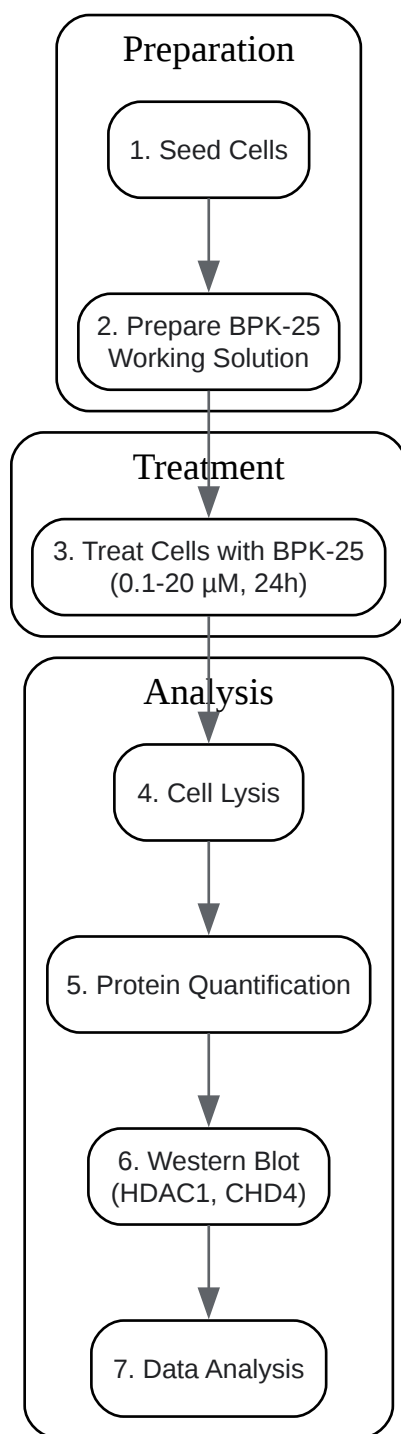 Preparation
1. Seed Cells
2. Prepare BPK-25
Working Solution
Treatment
3. Treat Cells with BPK-25
(0.1-20 µM, 24h)
Analysis
4. Cell Lysis
5. Protein Quantification
6. Western Blot
(HDAC1, CHD4)
7. Data Analysis